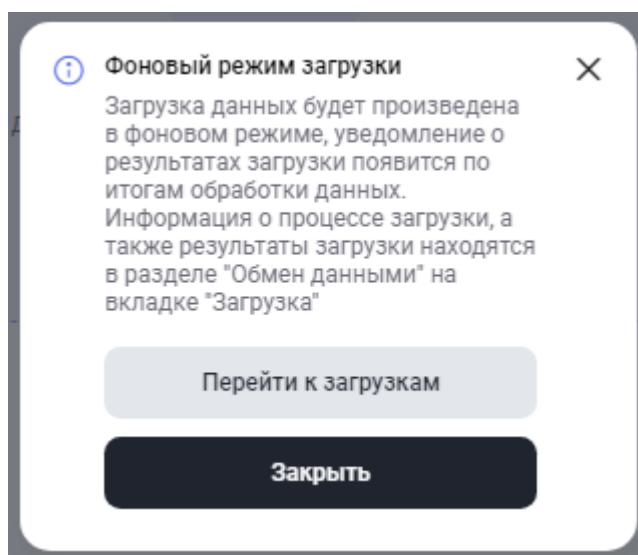 Фоновый режим загрузки
Загрузка данных будет произведена
в фоновом режиме, уведомление о
результатах загрузки появится по
итогам обработки данных.
Информация о процессе загрузки, а
также результаты загрузки находятся
в разделе "Обмен данными" на
вкладке "Загрузка"
Перейти к загрузкам
Закрыть